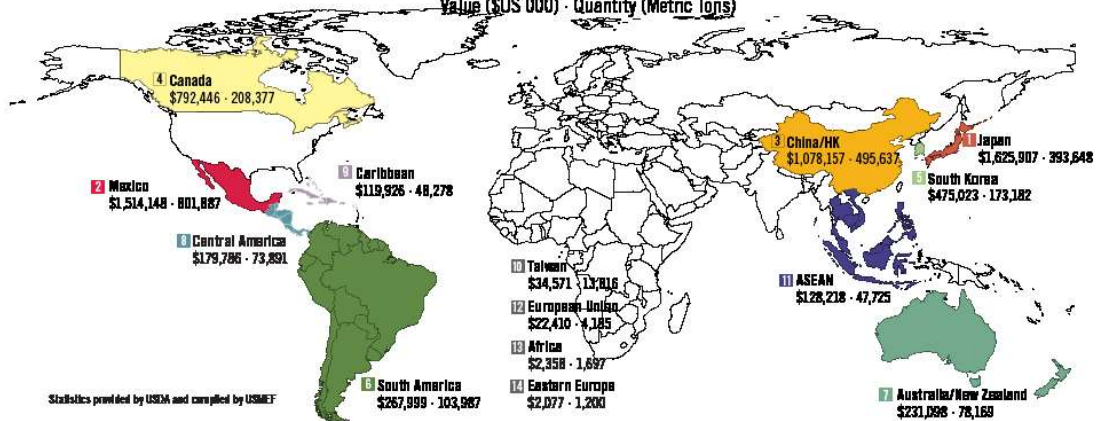 Value ($US 000) · Quantity (Metric Tons)
4 Canada
$792,446 · 208,377
3 China/HK
$1,078,157 · 495,637
1 Japan
$1,625,907 · 393,648
9 Caribbean
$119,926 · 48,278
5 South Korea
$475,023 · 173,182
2 Mexico
$1,514,148 · 801,887
8 Central America
$179,786 · 73,891
10 Taiwan
$34,571 · 13,816
11 ASEAN
$128,218 · 47,725
12 European Union
$22,410 · 4,185
13 Africa
$2,358 · 1,697
14 Eastern Europe
$2,077 · 1,200
6 South America
$267,999 · 103,987
7 Australia/New Zealand
$231,098 · 78,169
Statistics provided by USDA and compiled by USMEF